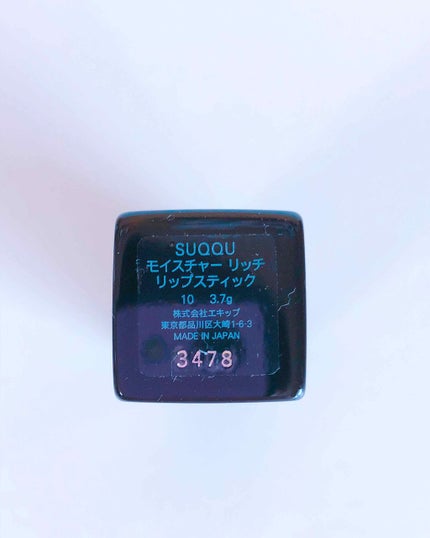 SUQQU
モイスチャー リッチ
リップスティック
10 3.7g
株式会社エキップ
東京都品川区大崎1-6-3
MADE IN JAPAN
3478